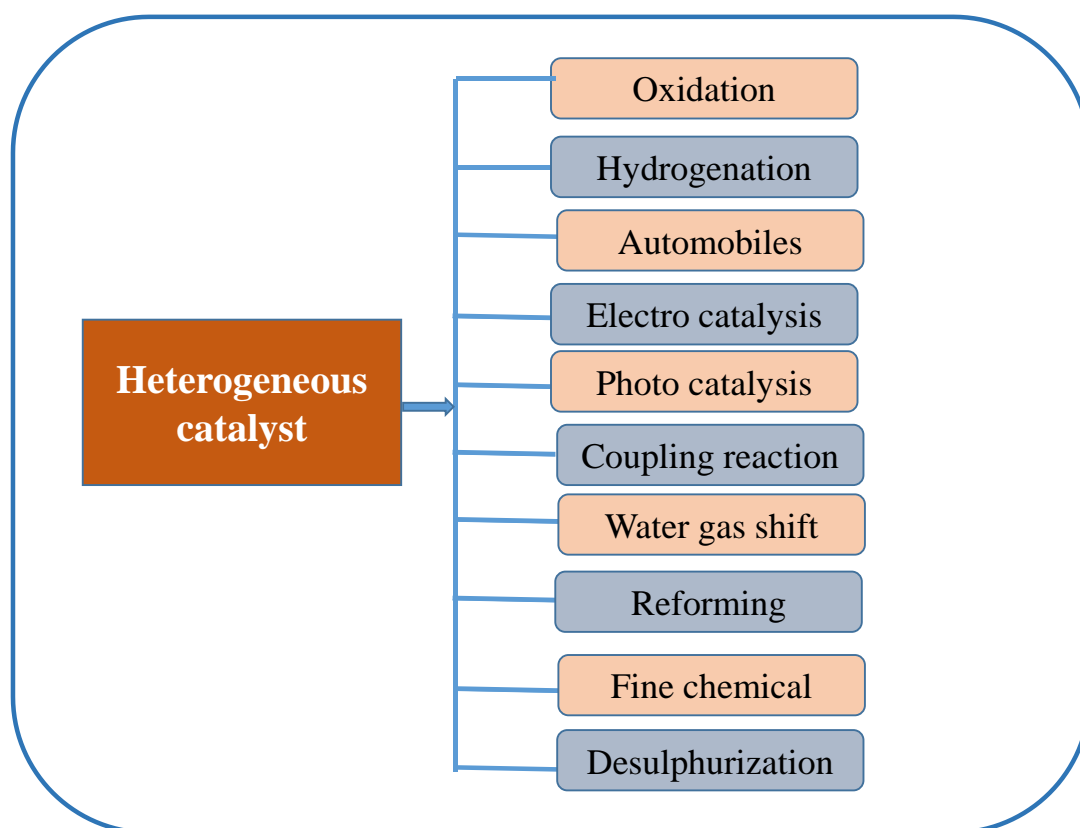 Oxidation
Hydrogenation
Automobiles
Electro catalysis
Photo catalysis
Heterogeneous
catalyst
Coupling reaction
Water gas shift
Reforming
Fine chemical
Desulphurization